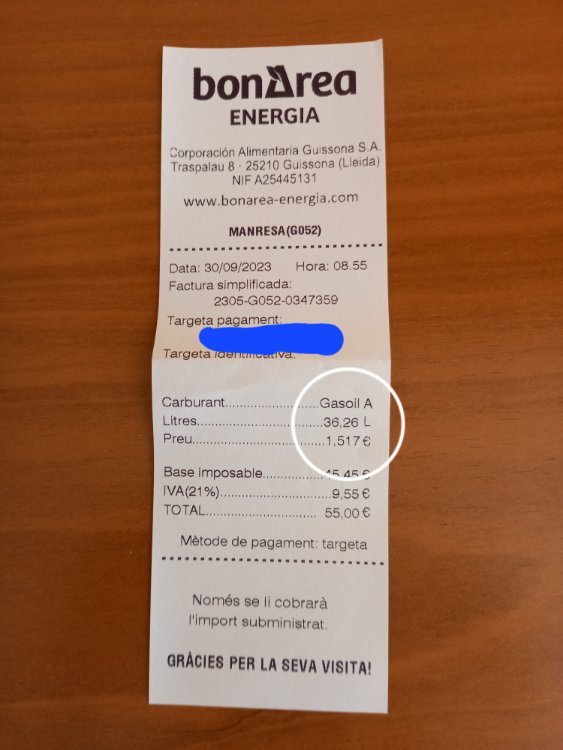 bonArea
ENERGIA
Corporación Alimentaria Guissona S.A.
Traspalau 8 - 25210 Guissona (Lleida)
NIF A25445131
www.bonarea-energia.com
MANRESA(G052)
Data: 30/09/2023 Hora: 08.55
Factura simplificada:
2305-G052-0347359
Targeta pagament:
Targeta identificativa:
Carburant....................Gasoil A
Litres............................36,26 L
Preu..............................1,517 €
Base imposable..............45,45 €
IVA(21%).........................9,55 €
TOTAL......................... 55,00 €
Mètode de pagament: targeta
Només se li cobrarà
l'import subministrat.
GRÀCIES PER LA SEVA VISITA!